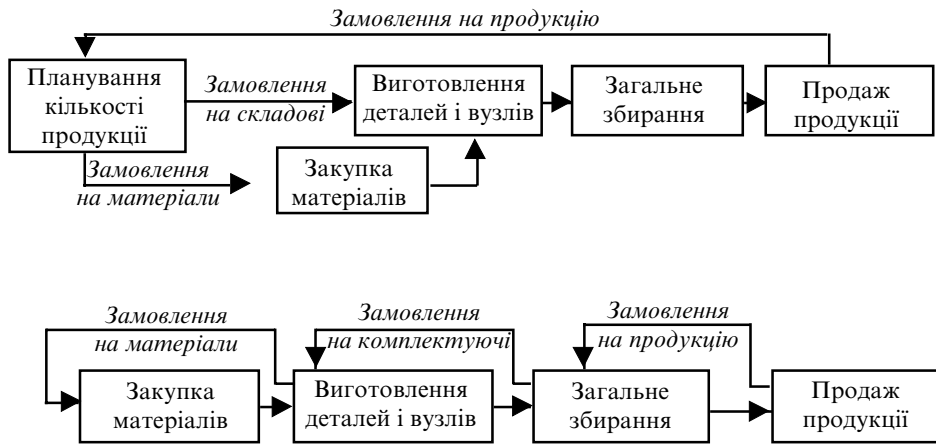 Замовлення на продукцію
Планування
кількості
продукції
Замовлення
на складові
Виготовлення
деталей і вузлів
Загальне
збирання
Продаж
продукції
Замовлення
на матеріали
Закупка
матеріалів
Замовлення
на матеріали
Замовлення
на комплектуючі
Замовлення
на продукцію
Закупка
матеріалів
Виготовлення
деталей і вузлів
Загальне
збирання
Продаж
продукції